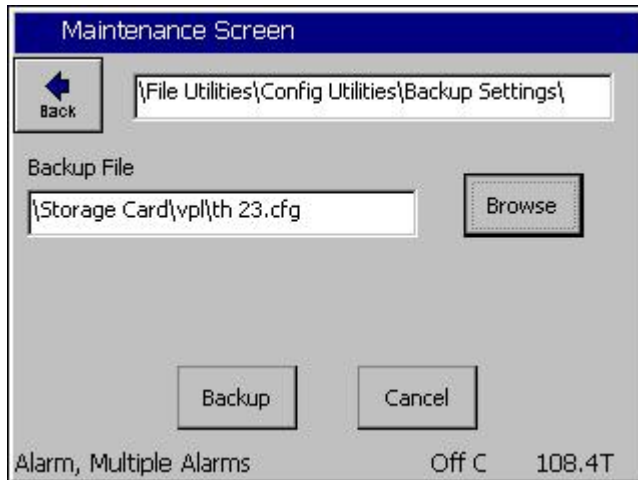 Maintenance Screen
Back
\File Utilities\Config Utilities\Backup Settings\
Backup File
\Storage Card\vpl\th 23.cfg
Browse
Backup
Cancel
Alarm, Multiple Alarms Off C 108.4T